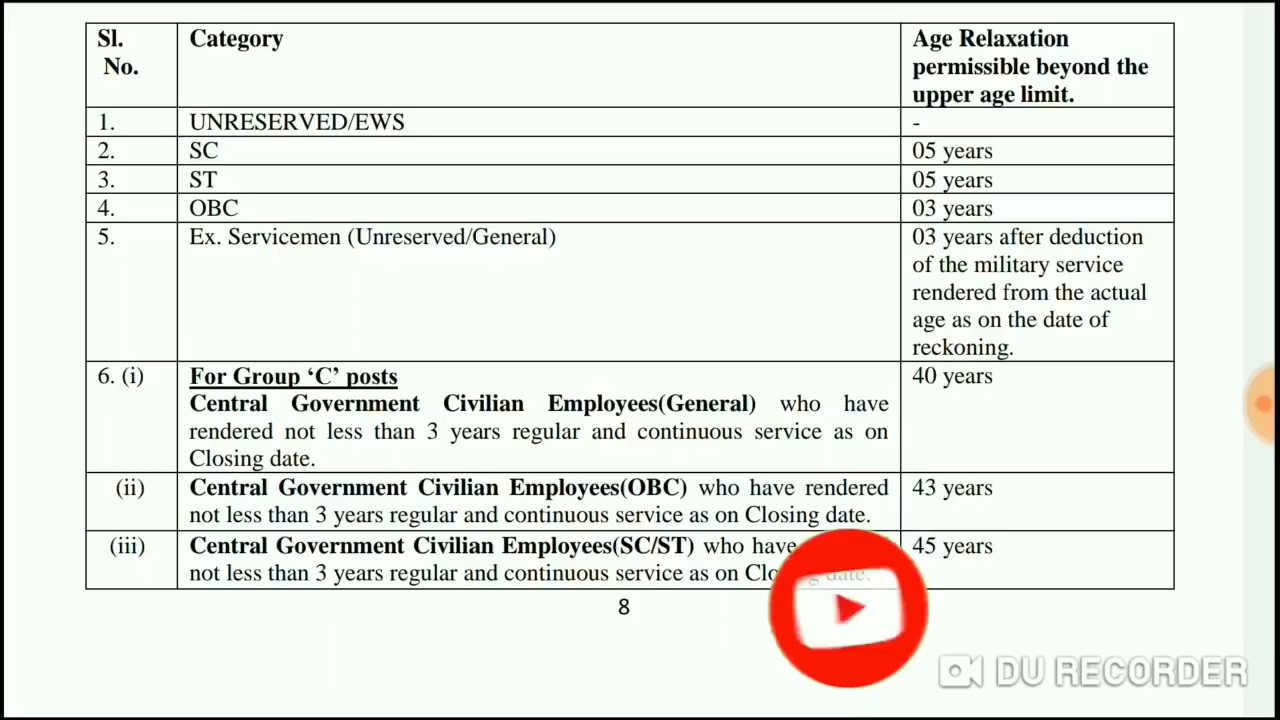 Sl. No.
Category
Age Relaxation
permissible beyond the
upper age limit.
1.
UNRESERVED/EWS
-
2.
SC
05 years
3.
ST
05 years
4.
OBC
03 years
5.
Ex. Servicemen (Unreserved/General)
03 years after deduction
of the military service
rendered from the actual
age as on the date of
reckoning.
6. (i)
For Group ‘C’ posts
Central Government Civilian Employees(General) who have
rendered not less than 3 years regular and continuous service as on
Closing date.
40 years
(ii)
Central Government Civilian Employees(OBC) who have rendered
not less than 3 years regular and continuous service as on Closing date.
43 years
(iii)
Central Government Civilian Employees(SC/ST) who have
not less than 3 years regular and continuous service as on date.
45 years
8
DU RECORDER